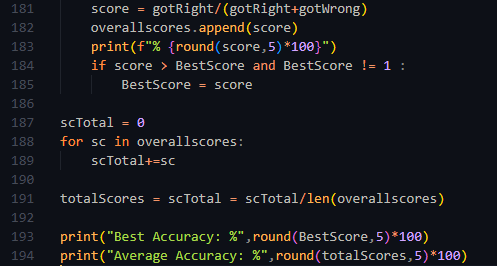 181 score = gotRight/(gotRight+gotWrong)
182 overallscores.append(score)
183 print(f"% {round(score,5)*100}")
184 if score > BestScore and BestScore != 1 :
185 BestScore = score
186
187 scTotal = 0
188 for sc in overallscores:
189 scTotal+=sc
190
191 totalScores = scTotal = scTotal/len(overallscores)
192
193 print("Best Accuracy: %",round(BestScore,5)*100)
194 print("Average Accuracy: %",round(totalScores,5)*100)